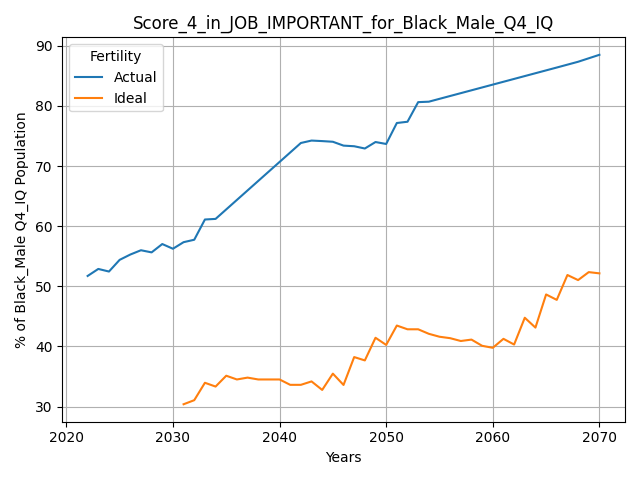 Score_4_in_JOB_IMPORTANT_for_Black_Male_Q4_IQ
% of Black_Male Q4_IQ Population
90
80
70
60
50
40
30
Fertility
Actual
Ideal
2020
2030
2040
2050
2060
2070
Years